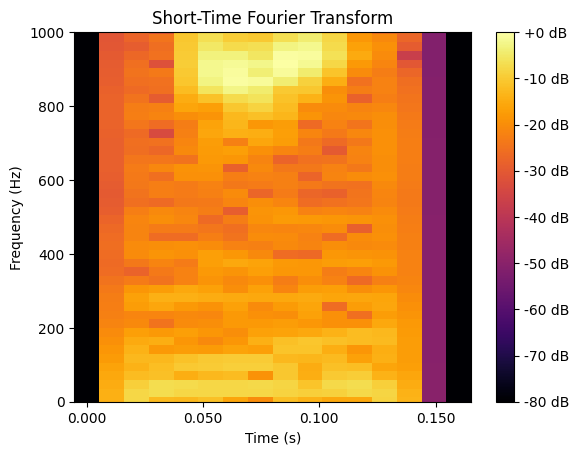 Short-Time Fourier Transform
1000
800
600
400
200
0
Frequency (Hz)
0.000
0.050
0.100
0.150
Time (s)
+0 dB
-10 dB
-20 dB
-30 dB
-40 dB
-50 dB
-60 dB
-70 dB
-80 dB